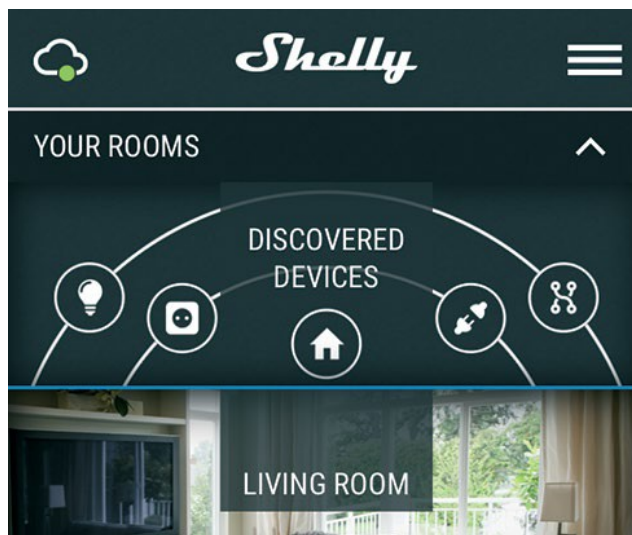 Shelly
YOUR ROOMS
DISCOVERED
DEVICES
LIVING ROOM